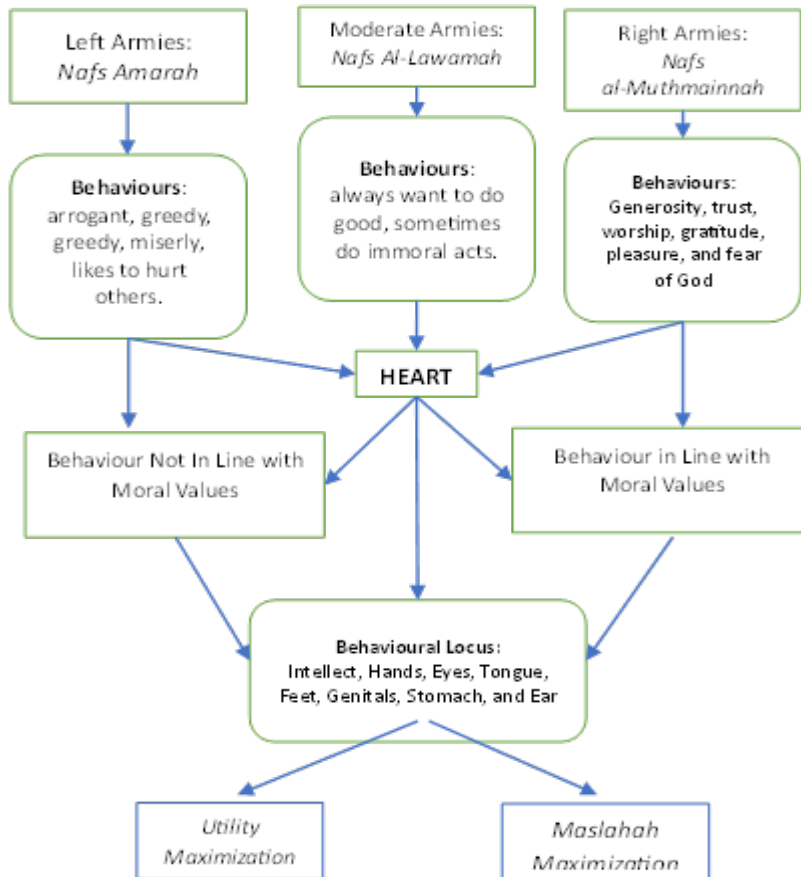 Left Armies:
Nafs Amarah
Moderate Armies:
Nafs Al-Lawamah
Right Armies:
Nafs
al-Muthmainnah
Behaviours:
arrogant, greedy,
greedy, miserly,
likes to hurt
others.
Behaviours:
always want to do
good, sometimes
do immoral acts.
Behaviours:
Generosity, trust,
worship, gratitude,
pleasure, and fear
of God
HEART
Behaviour Not In Line with
Moral Values
Behaviour in Line with
Moral Values
Behavioural Locus:
Intellect, Hands, Eyes, Tongue,
Feet, Genitals, Stomach, and Ear
Utility
Maximization
Maslahah
Maximization